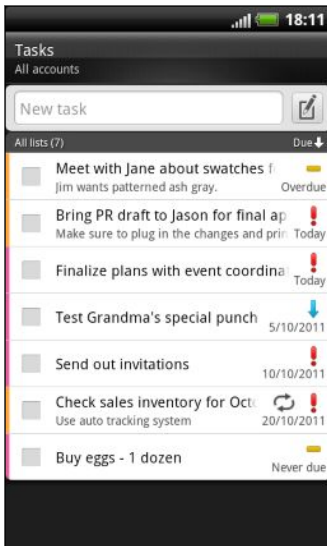 18:11
Tasks
All accounts
New task
All lists (7) Due
Meet with Jane about swatches f
Jim wants patterned ash gray. Overdue
Bring PR draft to Jason for final ap
Make sure to plug in the changes and prin Today
Finalize plans with event coordina
Today
Test Grandma's special punch
5/10/2011
Send out invitations
10/10/2011
Check sales inventory for Octo
Use auto tracking system 20/10/2011
Buy eggs - 1 dozen
Never due